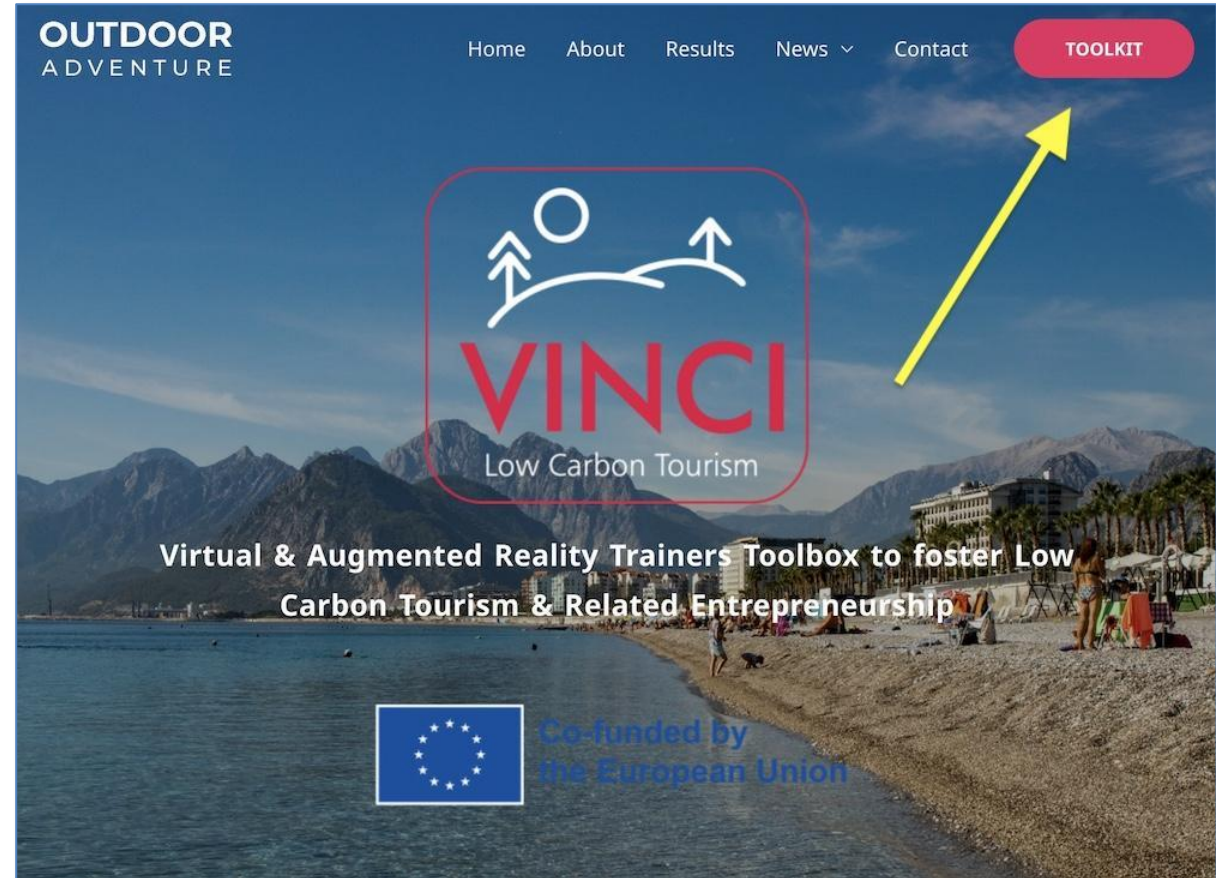 OUTDOOR
ADVENTURE
Home About Results News Contact TOOLKIT
VINCI
Low Carbon Tourism
Virtual & Augmented Reality Trainers Toolbox to foster Low
Carbon Tourism & Related Entrepreneurship
Co-funded by
the European Union